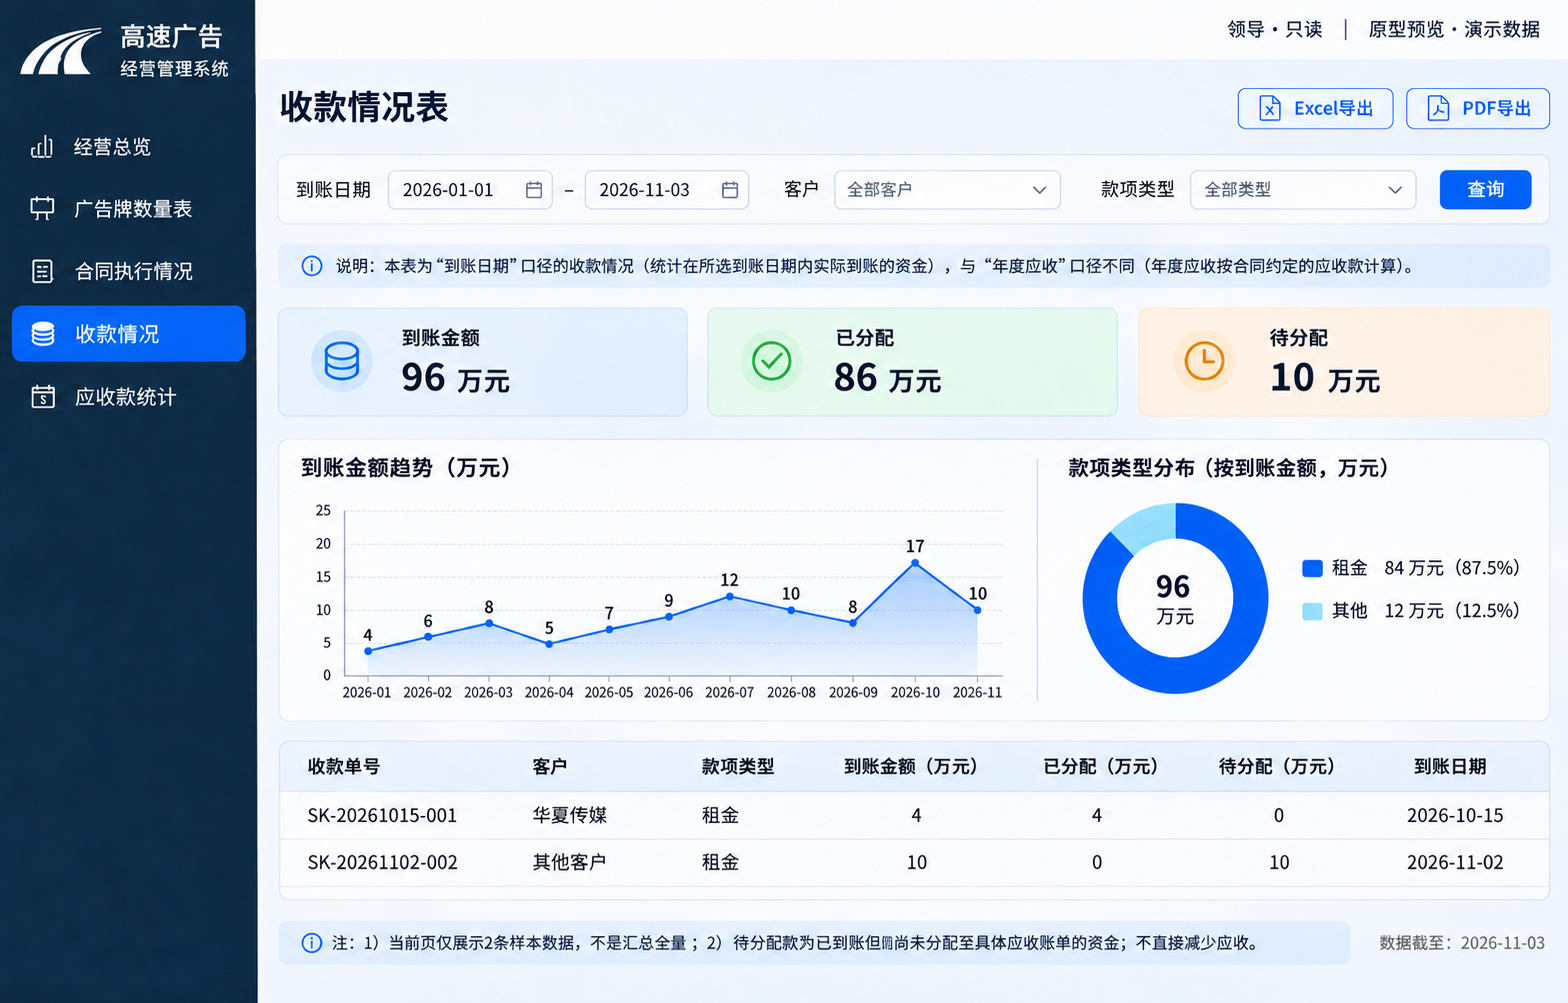 高速广告
经营管理系统
领导・只读 | 原型预览・演示数据
经营总览
广告牌数量表
合同执行情况
收款情况
应收款统计
收款情况表
Excel导出
PDF导出
到账日期 2026-01-01 – 2026-11-03 客户 全部客户 款项类型 全部类型 查询
说明：本表为“到账日期”口径的收款情况（统计在所选到账日期内实际到账的资金），与“年度应收”口径不同（年度应收按合同约定的应收款计算）。
到账金额
96 万元
已分配
86 万元
待分配
10 万元
到账金额趋势（万元）
25
20
15
10
5
0
4 6 8 5 7 9 12 10 8 17 10
2026-01 2026-02 2026-03 2026-04 2026-05 2026-06 2026-07 2026-08 2026-09 2026-10 2026-11
款项类型分布（按到账金额，万元）
96
万元
租金 84 万元（87.5%）
其他 12 万元（12.5%）
收款单号 客户 款项类型 到账金额（万元） 已分配（万元） 待分配（万元） 到账日期
SK-20261015-001 华夏传媒 租金 4 4 0 2026-10-15
SK-20261102-002 其他客户 租金 10 0 10 2026-11-02
注：1）当前页仅展示2条样本数据，不是汇总全量；2）待分配款为已到账但尚未分配至具体应收账单的资金；不直接减少应收。
数据截至：2026-11-03